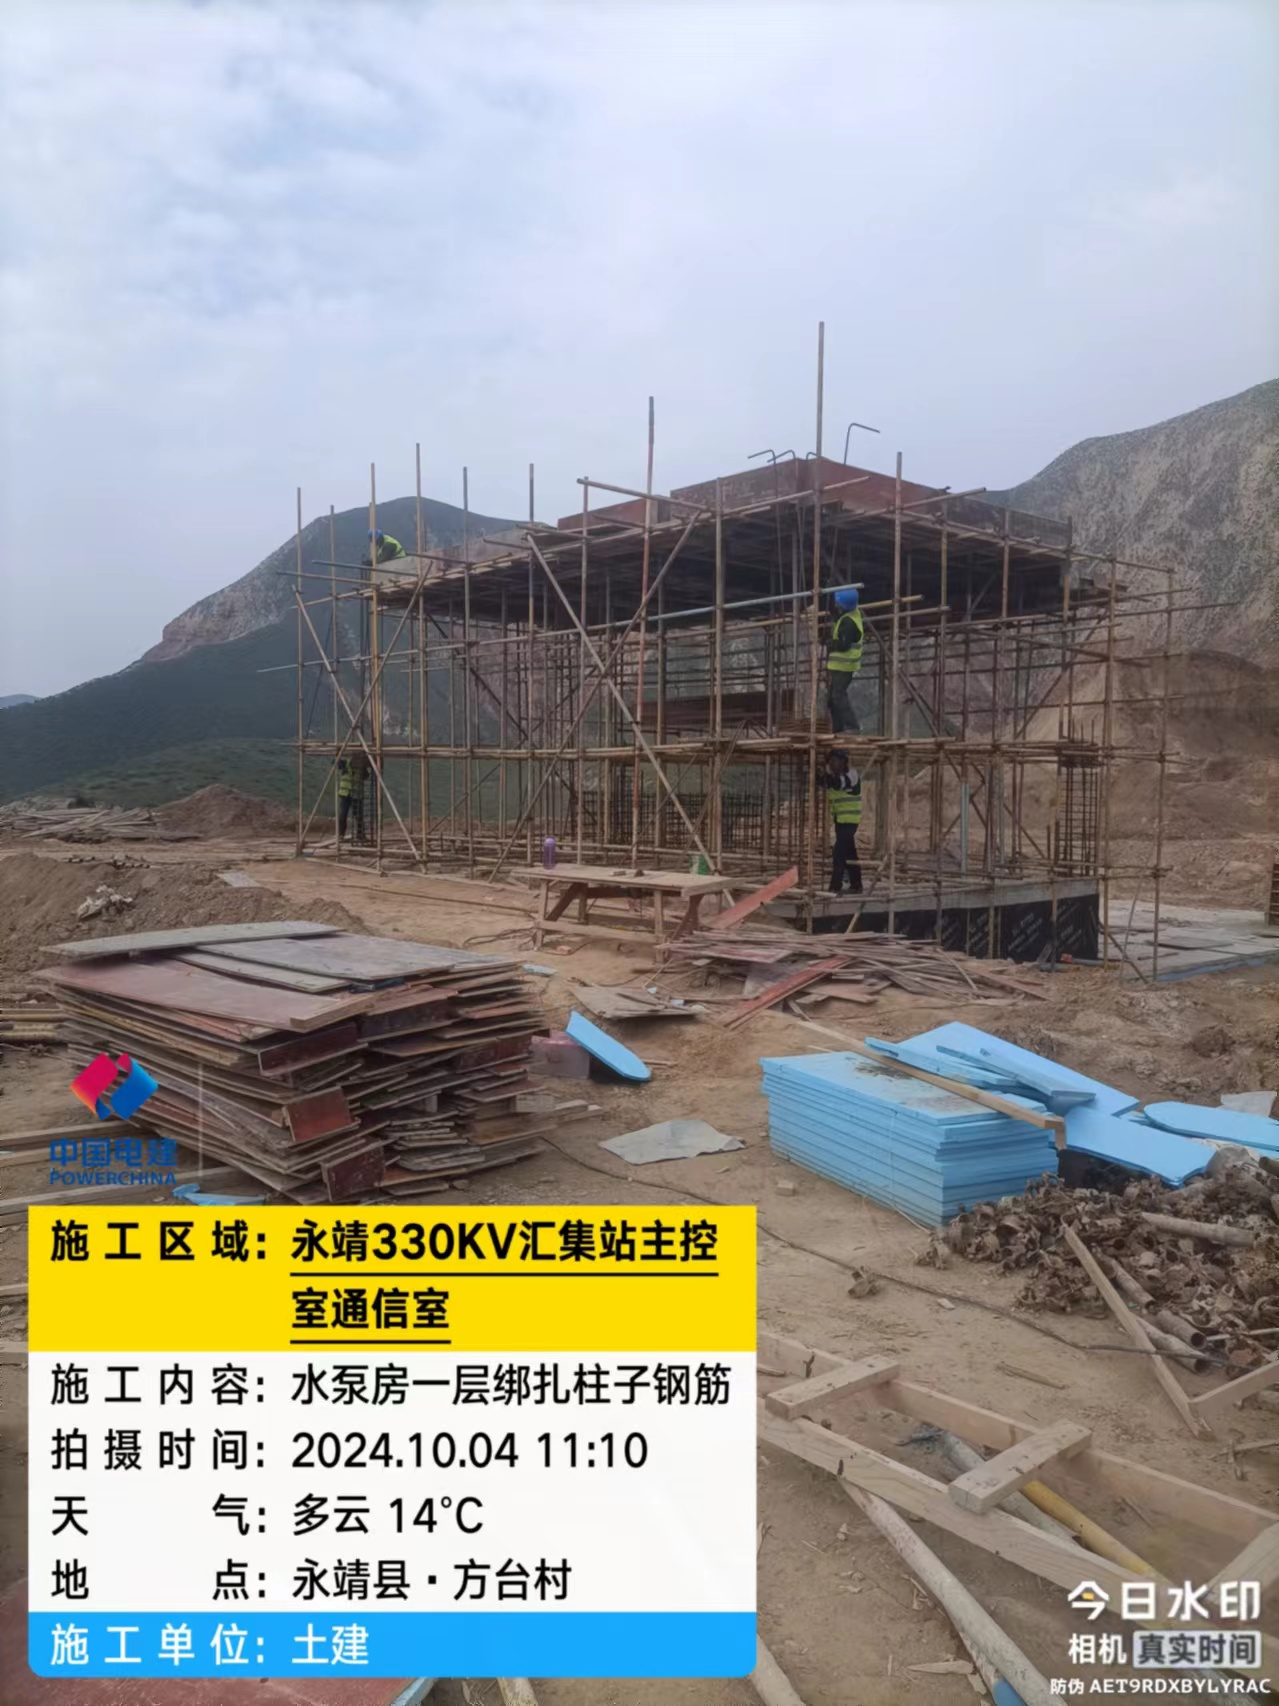 中国电建
POWERCHINA
施工区域：永靖330KV汇集站主控
室通信室
施工内容：水泵房一层绑扎柱子钢筋
拍摄时间：2024.10.04 11:10
天气：多云 14℃
地点：永靖县·方台村
施工单位：土建
今日水印
相机 真实时间
防伪 AET9RDXBYLYRAC